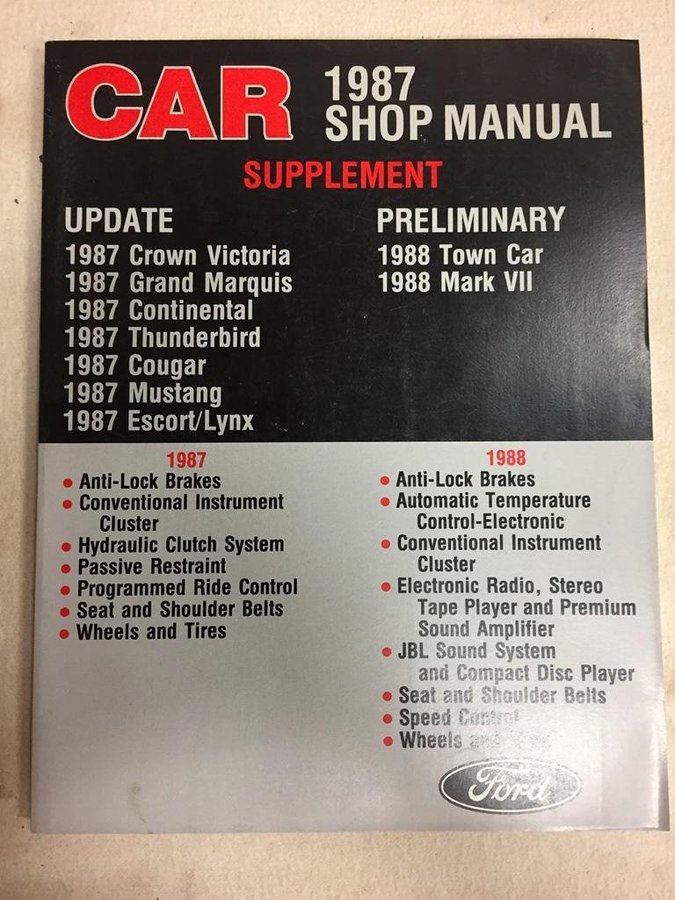 CAR
1987
SHOP MANUAL
SUPPLEMENT
UPDATE
1987 Crown Victoria
1987 Grand Marquis
1987 Continental
1987 Thunderbird
1987 Cougar
1987 Mustang
1987 Escort/Lynx
PRELIMINARY
1988 Town Car
1988 Mark VII
1987
• Anti-Lock Brakes
• Conventional Instrument
Cluster
• Hydraulic Clutch System
• Passive Restraint
• Programmed Ride Control
• Seat and Shoulder Belts
• Wheels and Tires
1988
• Anti-Lock Brakes
• Automatic Temperature
Control-Electronic
• Conventional Instrument
Cluster
• Electronic Radio, Stereo
Tape Player and Premium
Sound Amplifier
• JBL Sound System
and Compact Disc Player
• Seat and Shoulder Belts
• Speed Control
• Wheels and
Ford